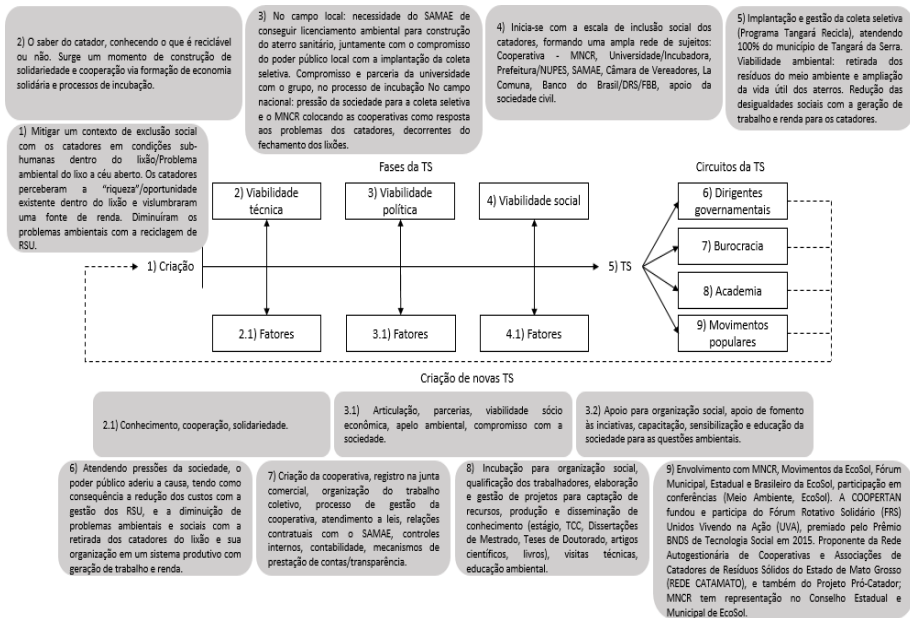 2) O saber do catador, conhecendo o que é reciclável
ou não. Surge um momento de construção de
solidariedade e cooperação via formação de economia
solidária e processos de incubação.
3) No campo local: necessidade do SAMAE de
conseguir licenciamento ambiental para construção
do aterro sanitário, juntamente com o compromisso
do poder público local com a implantação da coleta
seletiva. Compromisso e parceria da universidade
com o grupo, no processo de incubação No campo
nacional: pressão da sociedade para a coleta seletiva
e o MNCR colocando as cooperativas como resposta
aos problemas dos catadores, decorrentes do
fechamento dos lixões.
4) Inicia-se com a escala de inclusão social dos
catadores, formando uma ampla rede de sujeitos:
Cooperativa - MNCR, Universidade/Incubadora,
Prefeitura/NUPES, SAMAE, Câmara de Vereadores, La
Comuna, Banco do Brasil/DRS/FBB, apoio da
sociedade civil.
5) Implantação e gestão da coleta seletiva
(Programa Tangará Recicla), atendendo
100% do município de Tangará da Serra.
Viabilidade ambiental: retirada dos
resíduos do meio ambiente e ampliação
da vida útil dos aterros. Redução das
desigualdades sociais com a geração de
trabalho e renda para os catadores.
1) Mitigar um contexto de exclusão social
com os catadores em condições sub-
humanas dentro do lixão/Problema
ambiental do lixo a céu aberto. Os catadores
perceberam a "riqueza"/oportunidade
existente dentro do lixão e vislumbraram
uma fonte de renda. Diminuíram os
problemas ambientais com a reciclagem de
RSU.
Fases da TS
Circuitos da TS
2) Viabilidade
técnica
3) Viabilidade
política
4) Viabilidade social
6) Dirigentes
governamentais
7) Burocracia
1) Criação
5) TS
8) Academia
2.1) Fatores
3.1) Fatores
4.1) Fatores
9) Movimentos
populares
Criação de novas TS
2.1) Conhecimento, cooperação, solidariedade.
3.1) Articulação, parcerias, viabilidade sócio
econômica, apelo ambiental, compromisso com a
sociedade.
3.2) Apoio para organização social, apoio de fomento
às inciativas, capacitação, sensibilização e educação da
sociedade para as questões ambientais.
6) Atendendo pressões da sociedade, o
poder público aderiu a causa, tendo como
consequência a redução dos custos com a
gestão dos RSU, e a diminuição de
problemas ambientais e sociais com a
retirada dos catadores do lixão e sua
organização em um sistema produtivo com
geração de trabalho e renda.
7) Criação da cooperativa, registro na junta
comercial, organização do trabalho
coletivo, processo de gestão da
cooperativa, atendimento a leis, relações
contratuais com o SAMAE, controles
internos, contabilidade, mecanismos de
prestação de contas/transparência.
8) Incubação para organização social,
qualificação dos trabalhadores, elaboração
e gestão de projetos para captação de
recursos, produção e disseminação de
conhecimento (estágio, TCC, Dissertações
de Mestrado, Teses de Doutorado, artigos
científicos, livros), visitas técnicas,
educação ambiental.
9) Envolvimento com MNCR, Movimentos da EcoSol, Fórum
Municipal, Estadual e Brasileiro da EcoSol, participação em
conferências (Meio Ambiente, EcoSol). A COOPERTAN
fundou e participa do Fórum Rotativo Solidário (FRS)
Unidos Vivendo na Ação (UVA), premiado pelo Prêmio
BNDS de Tecnologia Social em 2015. Proponente da Rede
Autogestionária de Cooperativas e Associações de
Catadores de Resíduos Sólidos do Estado de Mato Grosso
(REDE CATAMATO), e também do Projeto Pró-Catador;
MNCR tem representação no Conselho Estadual e
Municipal de EcoSol.